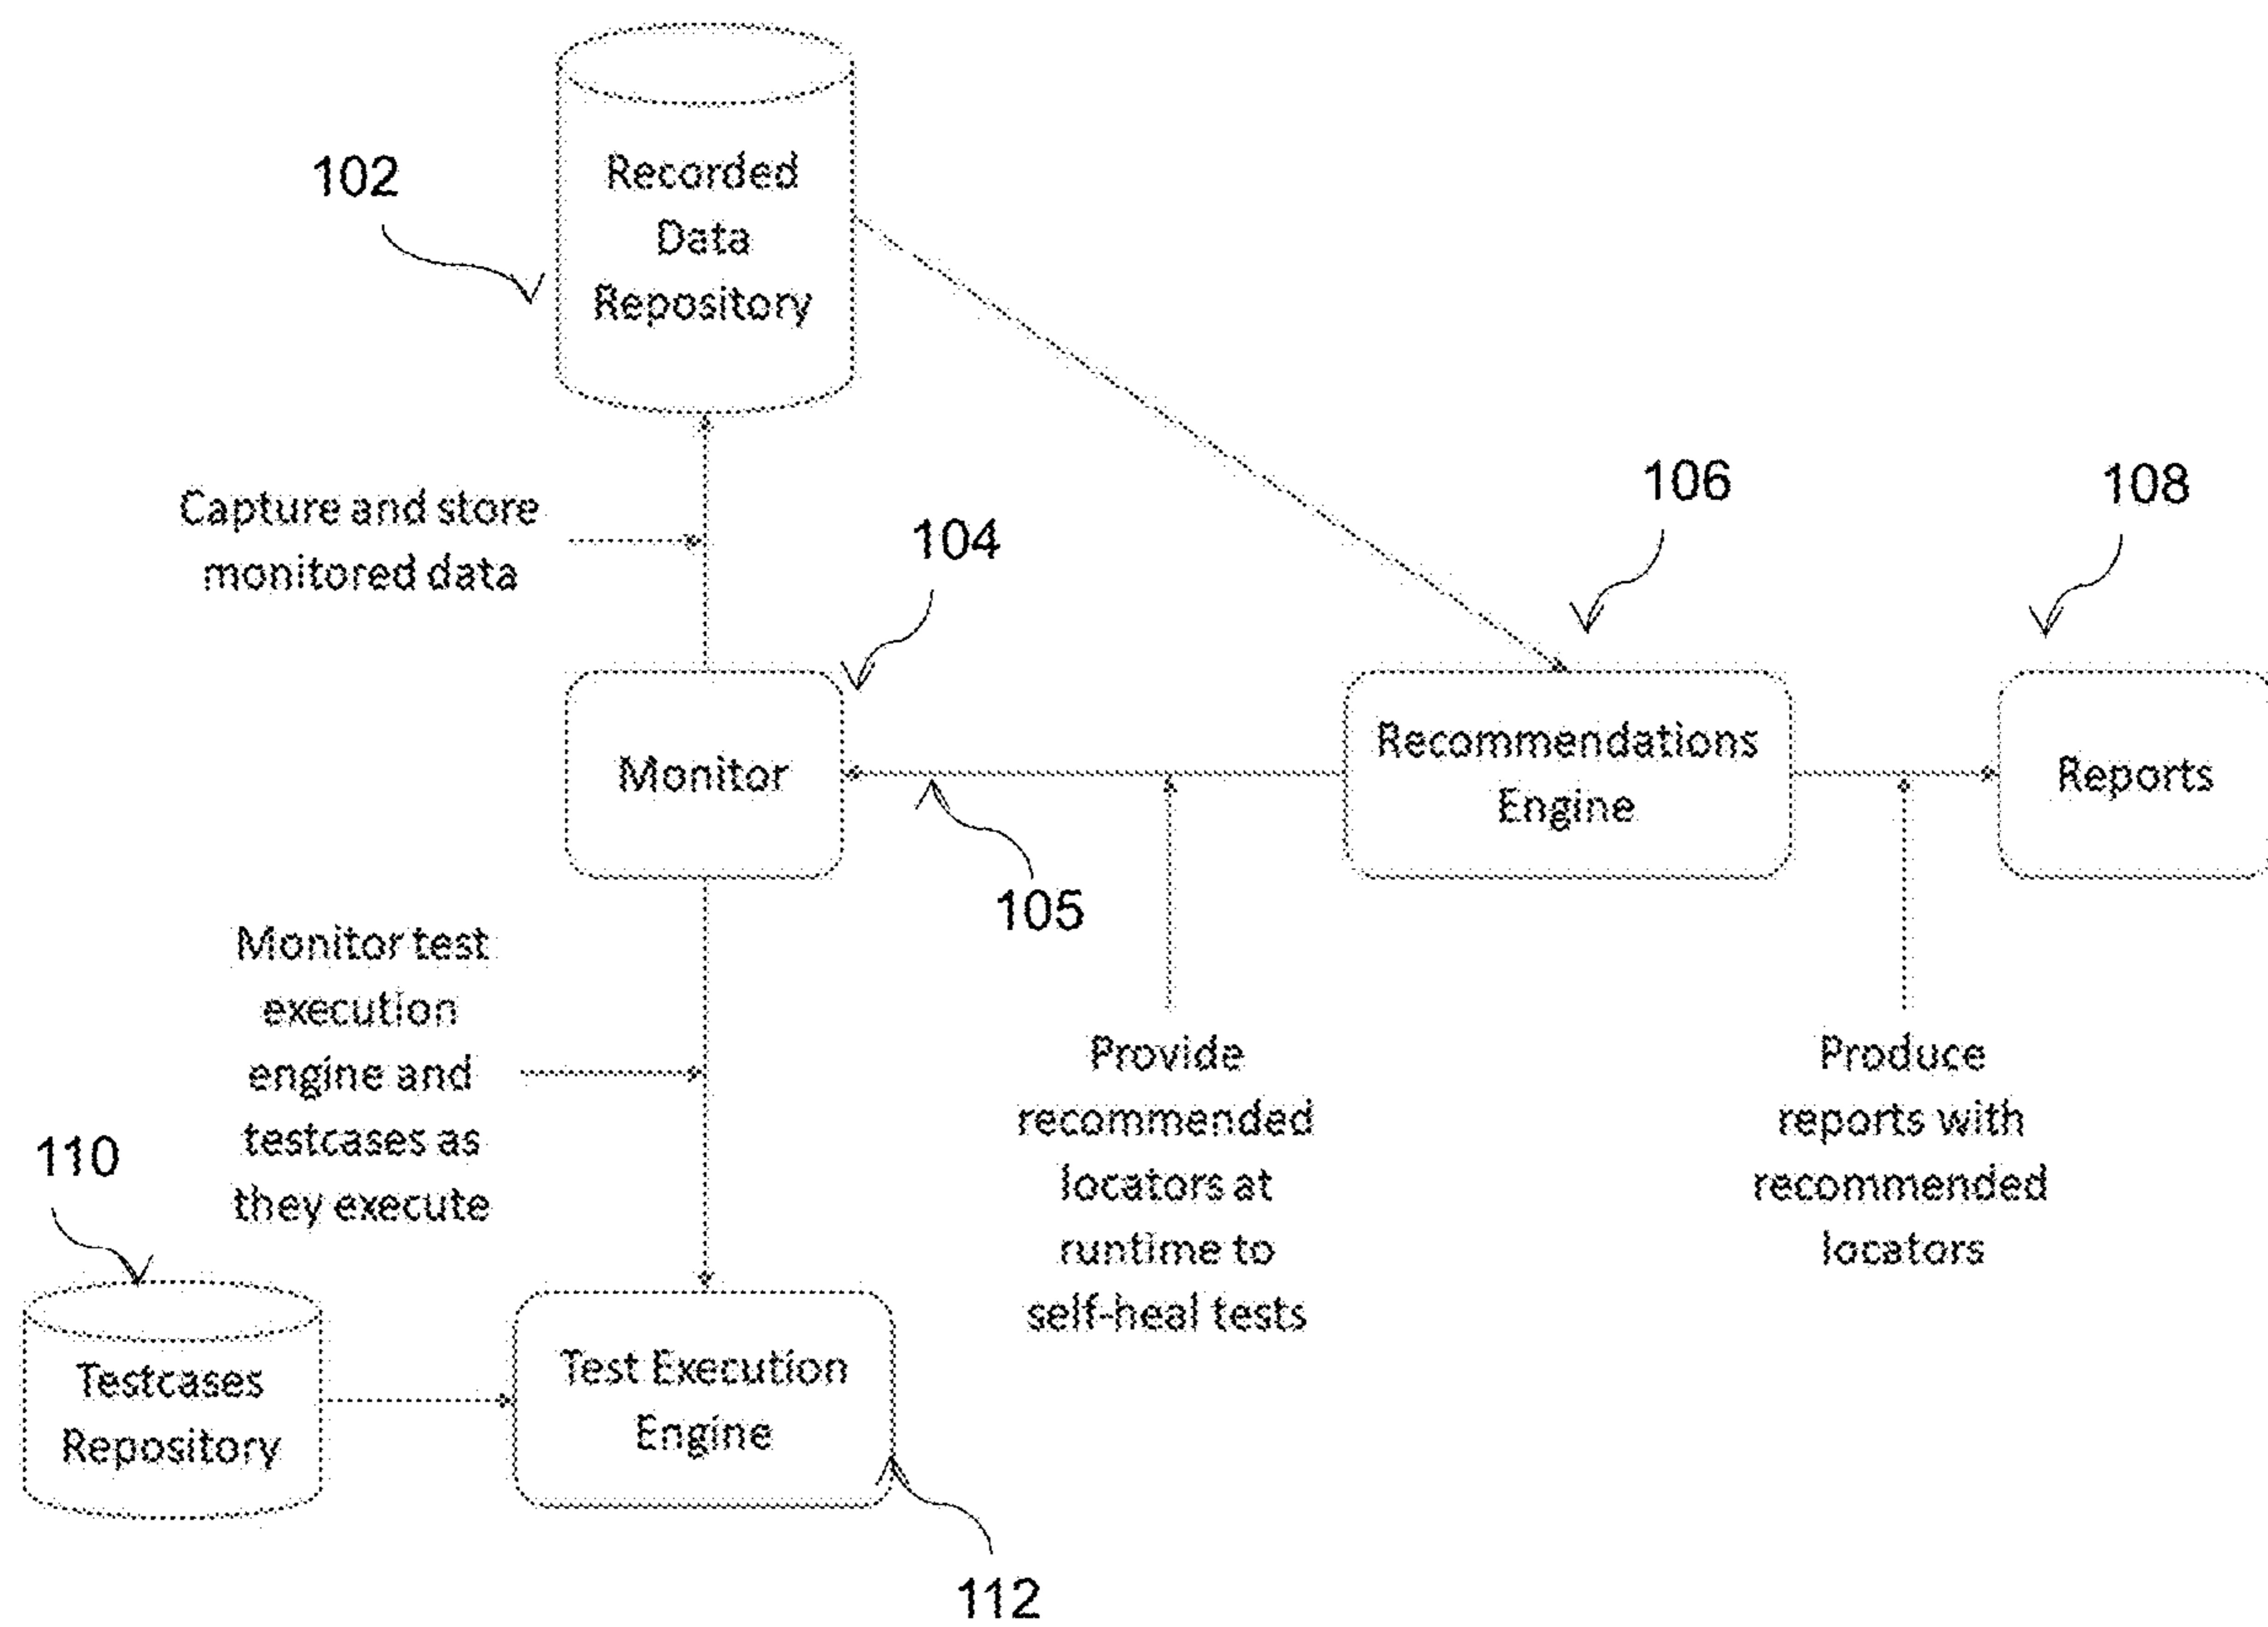 102
Recorded
Data
Repository
Capture and store
monitored data
104
106
108
Monitor
Recommendations
Engine
Reports
105
Monitor test
execution
engine and
testcases as
they execute
Provide
recommended
locators at
runtime to
self-heal tests
Produce
reports with
recommended
locators
110
Testcases
Repository
Test Execution
Engine
112